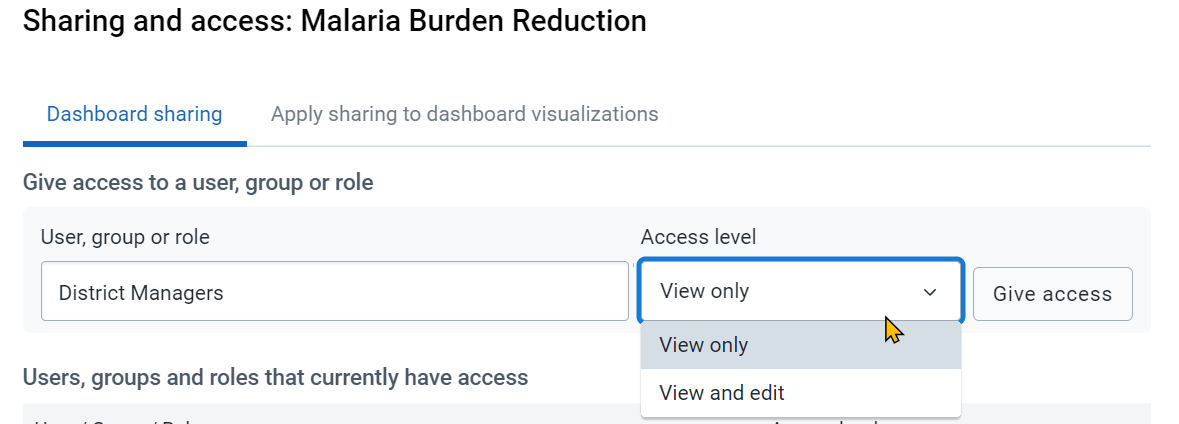 Sharing and access: Malaria Burden Reduction
Dashboard sharing Apply sharing to dashboard visualizations
Give access to a user, group or role
User, group or role Access level
District Managers View only Give access
View only
View and edit
Users, groups and roles that currently have access